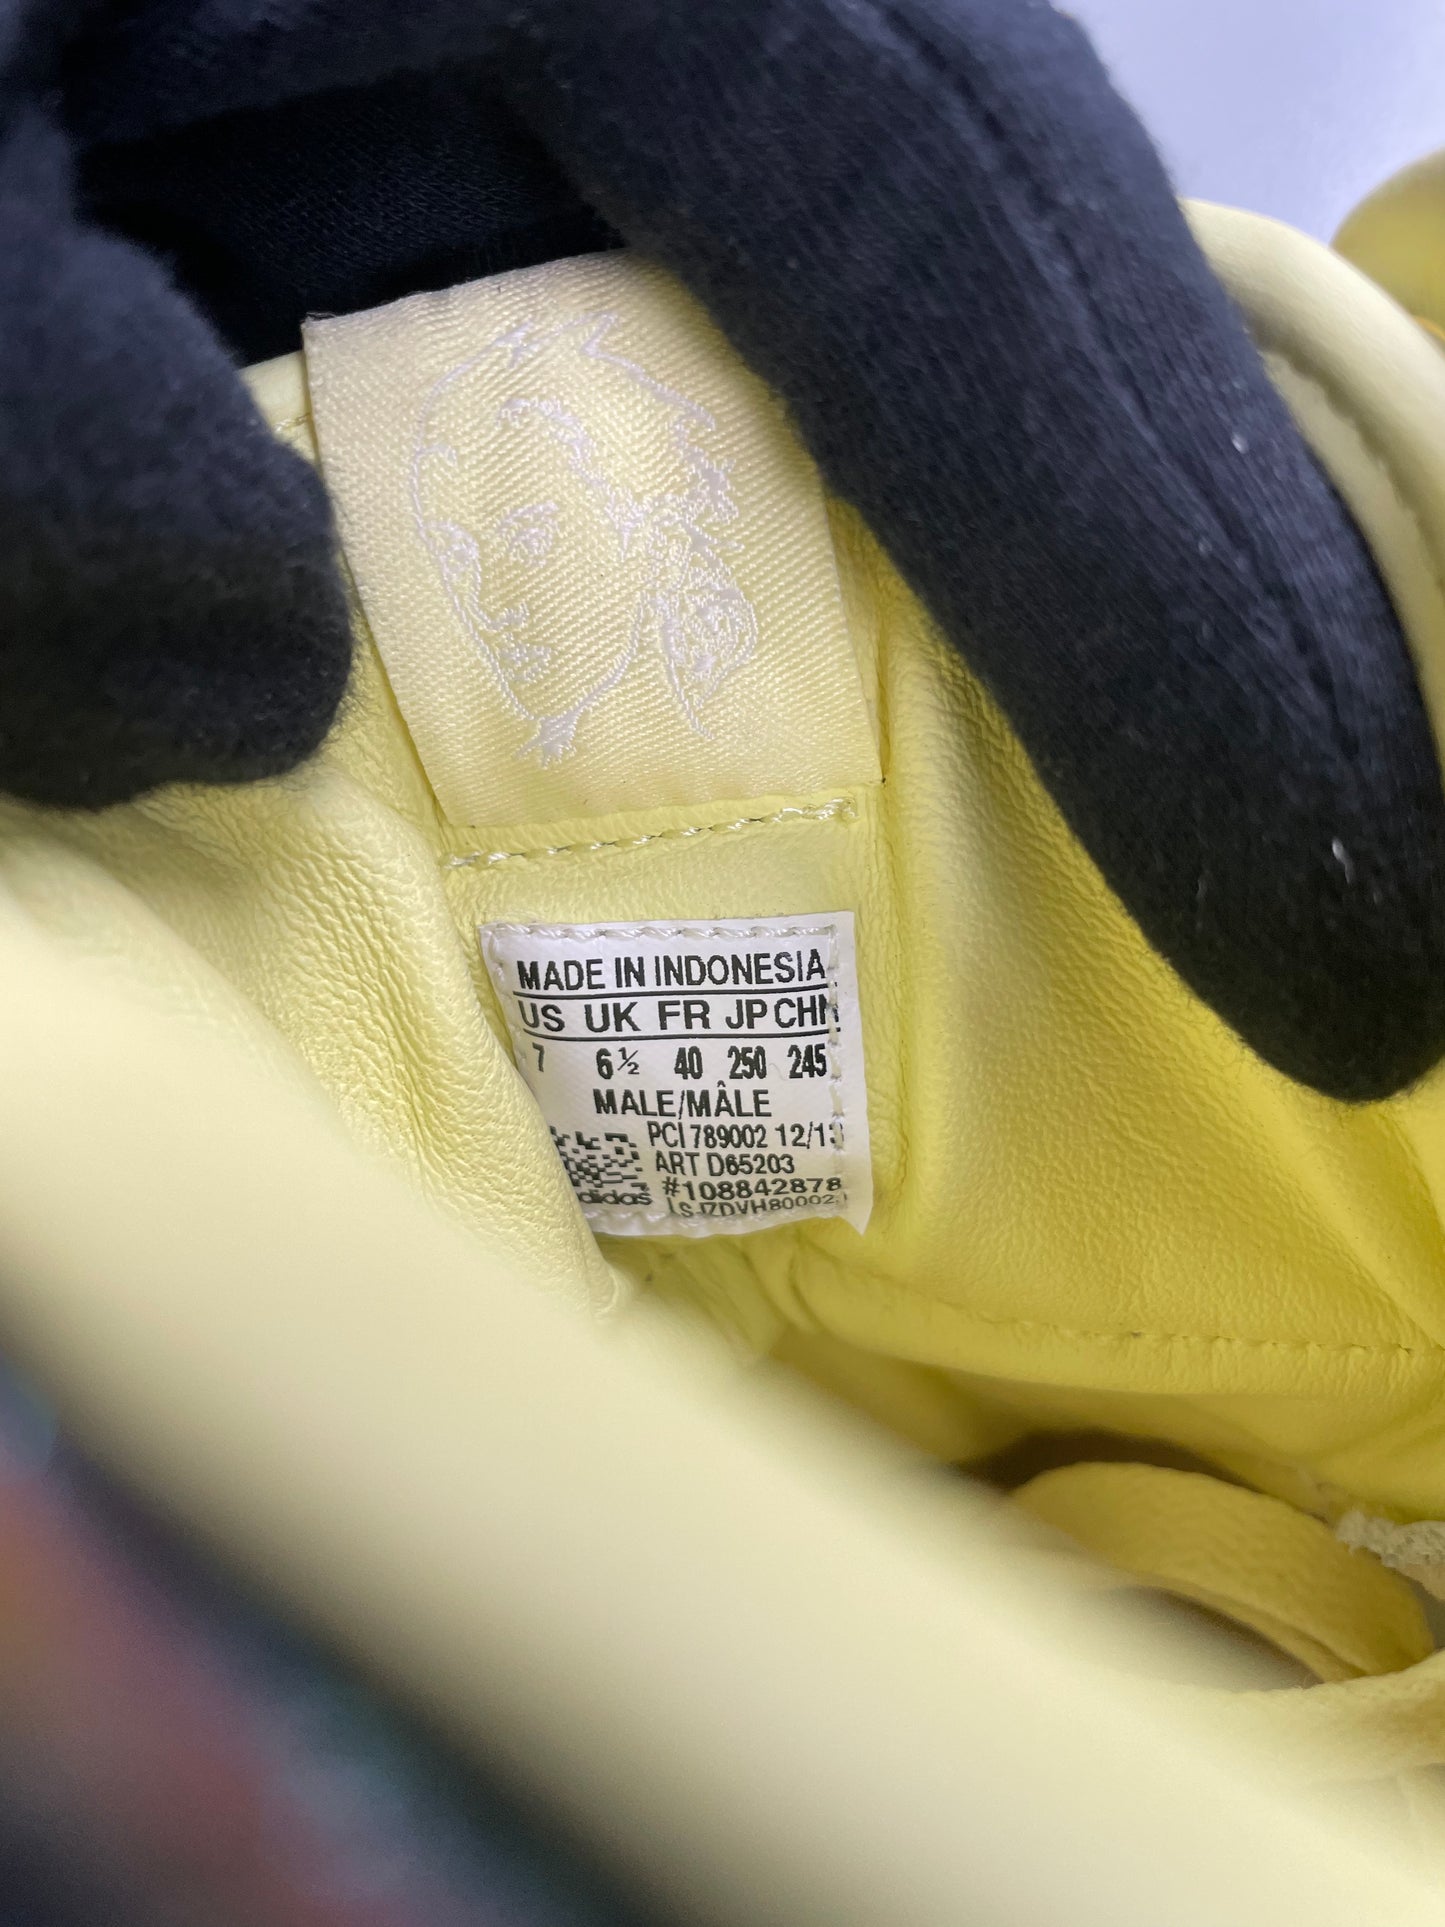 MADE IN INDONESIA
US UK FR JP CHN
7 6½ 40 250 245
MALE/MÂLE
PCI 789002 12/13
ART D65203
#108842878
adidas